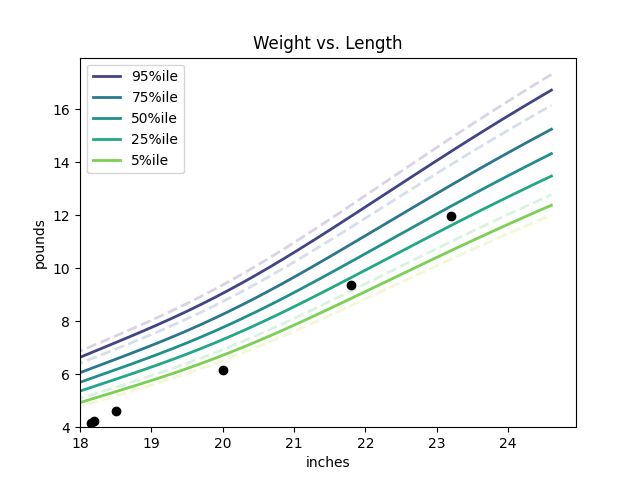 Weight vs. Length
95%ile
75%ile
50%ile
25%ile
5%ile
16
14
12
10
8
6
4
pounds
18 19 20 21 22 23 24
inches